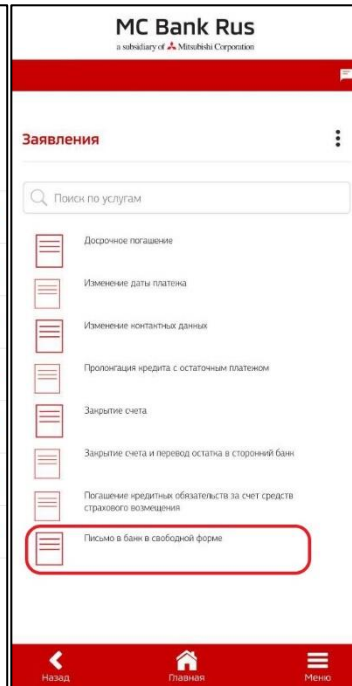 MC Bank Rus
a subsidiary of Mitsubishi Corporation
Заявления
Поиск по услугам
Досрочное погашение
Изменение даты платежа
Изменение контактных данных
Пролонгация кредита с остаточным платежом
Закрытие счета
Закрытие счета и перевод остатка в сторонний банк
Погашение кредитных обязательств за счет средств
страхового возмещения
Письмо в банк в свободной форме
Назад
Главная
Меню